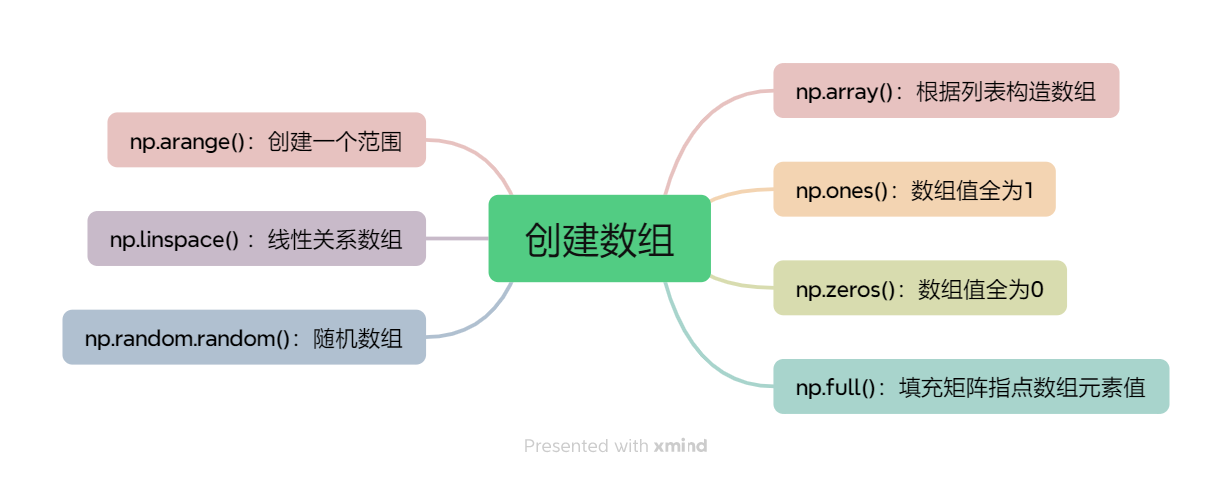 创建数组
np.array()：根据列表构造数组
np.ones()：数组值全为1
np.zeros()：数组值全为0
np.full()：填充矩阵指点数组元素值
np.arange()：创建一个范围
np.linspace() ：线性关系数组
np.random.random()：随机数组
Presented with xmind